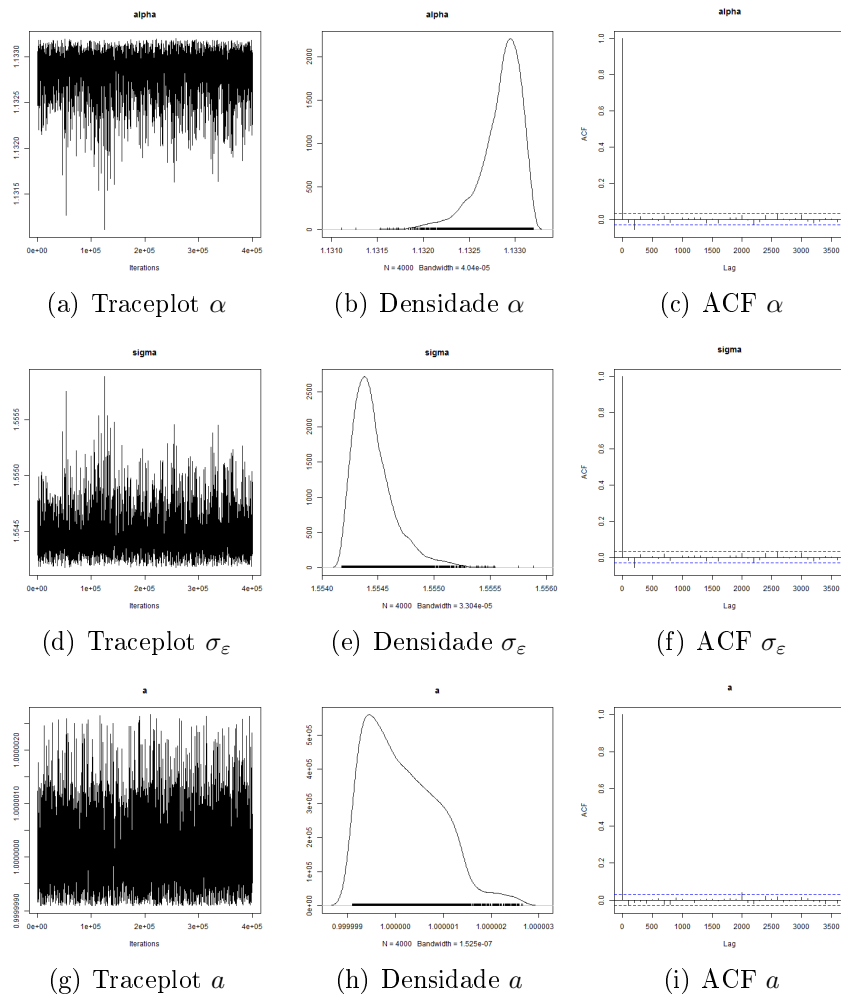 alpha
alpha
alpha
1.1315 1.1320 1.1325 1.1330
0e+00 1e+05 2e+05 3e+05 4e+05
Iterations
0 500 1000 1500 2000
1.1310 1.1315 1.1320 1.1325 1.1330
N = 4000 Bandwidth = 4.04e-05
ACF
0.0 0.2 0.4 0.6 0.8 1.0
0 500 1000 1500 2000 2500 3000 3500
Lag
(a) Traceplot α
(b) Densidade α
(c) ACF α
sigma
sigma
sigma
1.5545 1.5550 1.5555
0e+00 1e+05 2e+05 3e+05 4e+05
Iterations
0 500 1000 1500 2000 2500
1.5540 1.5545 1.5550 1.5555 1.5560
N = 4000 Bandwidth = 3.304e-05
ACF
0.0 0.2 0.4 0.6 0.8 1.0
0 500 1000 1500 2000 2500 3000 3500
Lag
(d) Traceplot σε
(e) Densidade σε
(f) ACF σε
a
a
a
0.9999990 1.0000000 1.0000010 1.0000020
0e+00 1e+05 2e+05 3e+05 4e+05
Iterations
0e+00 1e+05 2e+05 3e+05 4e+05 5e+05
0.999999 1.000000 1.000001 1.000002 1.000003
N = 4000 Bandwidth = 1.525e-07
ACF
0.0 0.2 0.4 0.6 0.8 1.0
0 500 1000 1500 2000 2500 3000 3500
Lag
(g) Traceplot a
(h) Densidade a
(i) ACF a